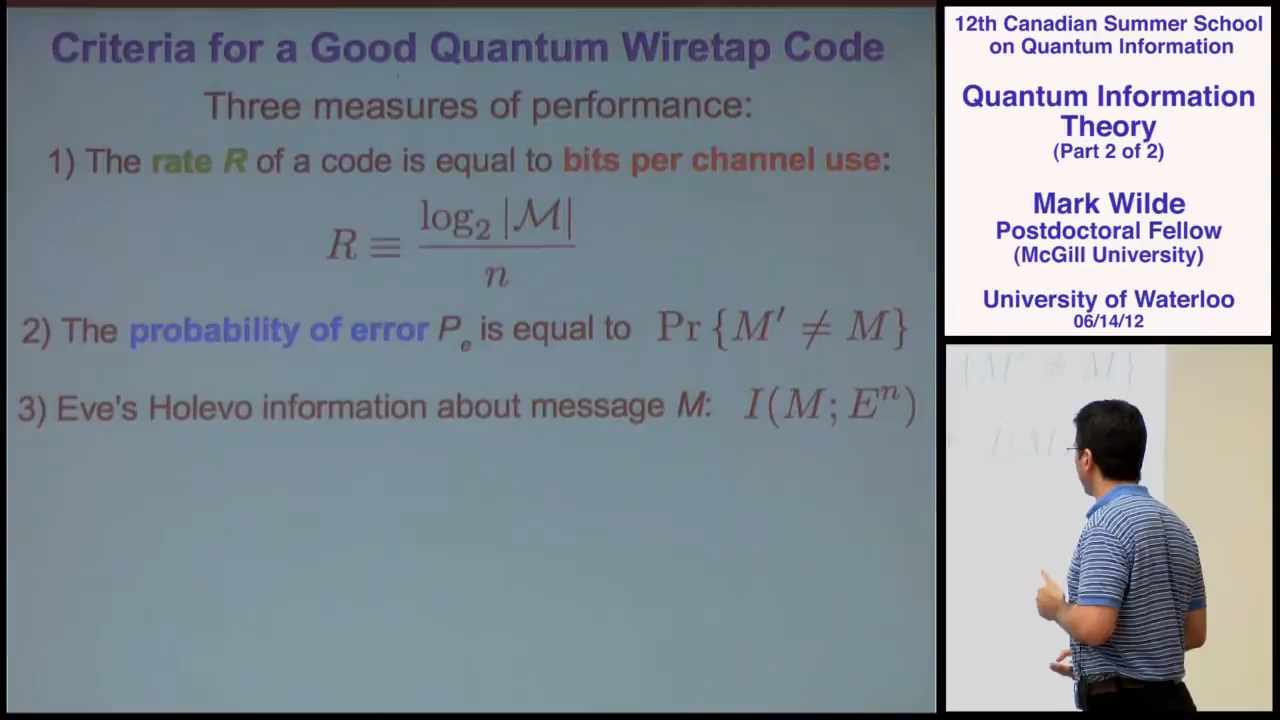 Criteria for a Good Quantum Wiretap Code
Three measures of performance:
1) The rate R of a code is equal to bits per channel use:
R ≡ log₂ |ℳ| / n
2) The probability of error Pₑ is equal to Pr {M′ ≠ M}
3) Eve's Holevo information about message M: I(M; Eⁿ)
12th Canadian Summer School
on Quantum Information
Quantum Information
Theory
(Part 2 of 2)
Mark Wilde
Postdoctoral Fellow
(McGill University)
University of Waterloo
06/14/12
{M′ ≠ M}